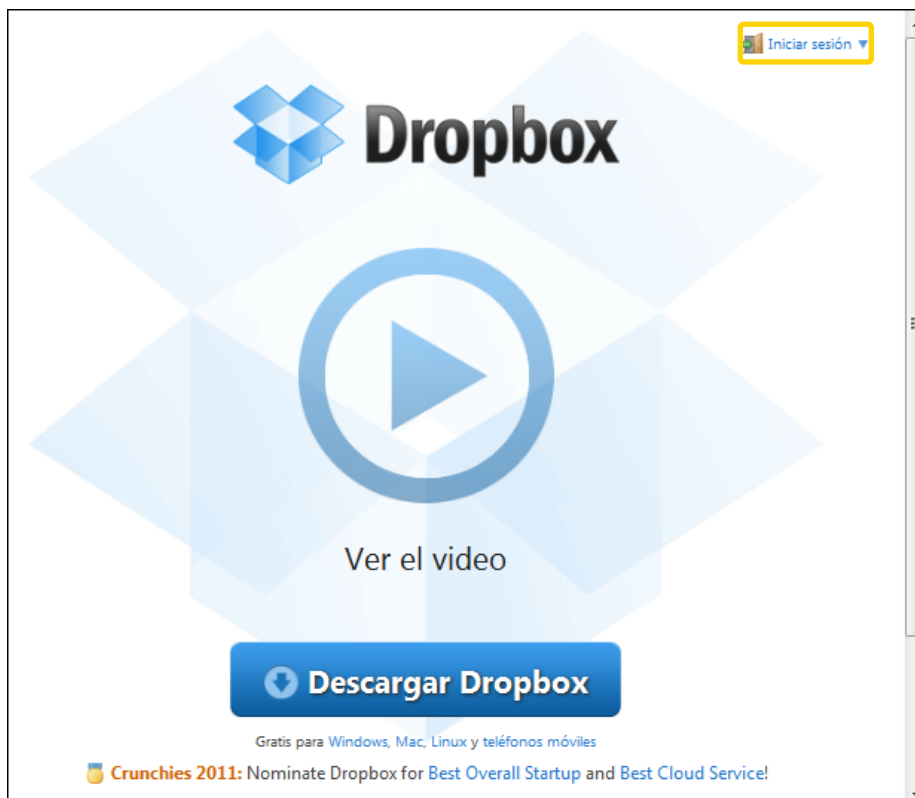 Iniciar sesión ▼
Dropbox
Ver el video
Descargar Dropbox
Gratis para Windows, Mac, Linux y teléfonos móviles
Crunchies 2011: Nominate Dropbox for Best Overall Startup and Best Cloud Service!